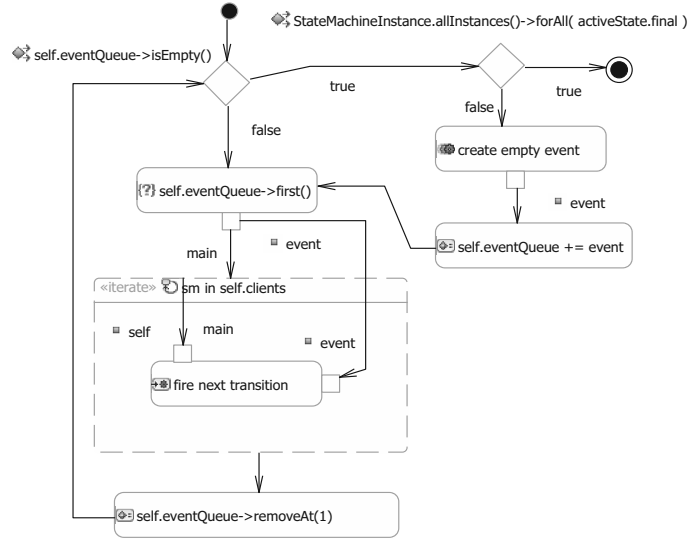 StateMachineInstance.allInstances()->forAll( activeState.final )
self.eventQueue->isEmpty()
true
true
false
false
create empty event
{?} self.eventQueue->first()
event
event
self.eventQueue += event
main
«iterate» sm in self.clients
self
main
event
fire next transition
self.eventQueue->removeAt(1)